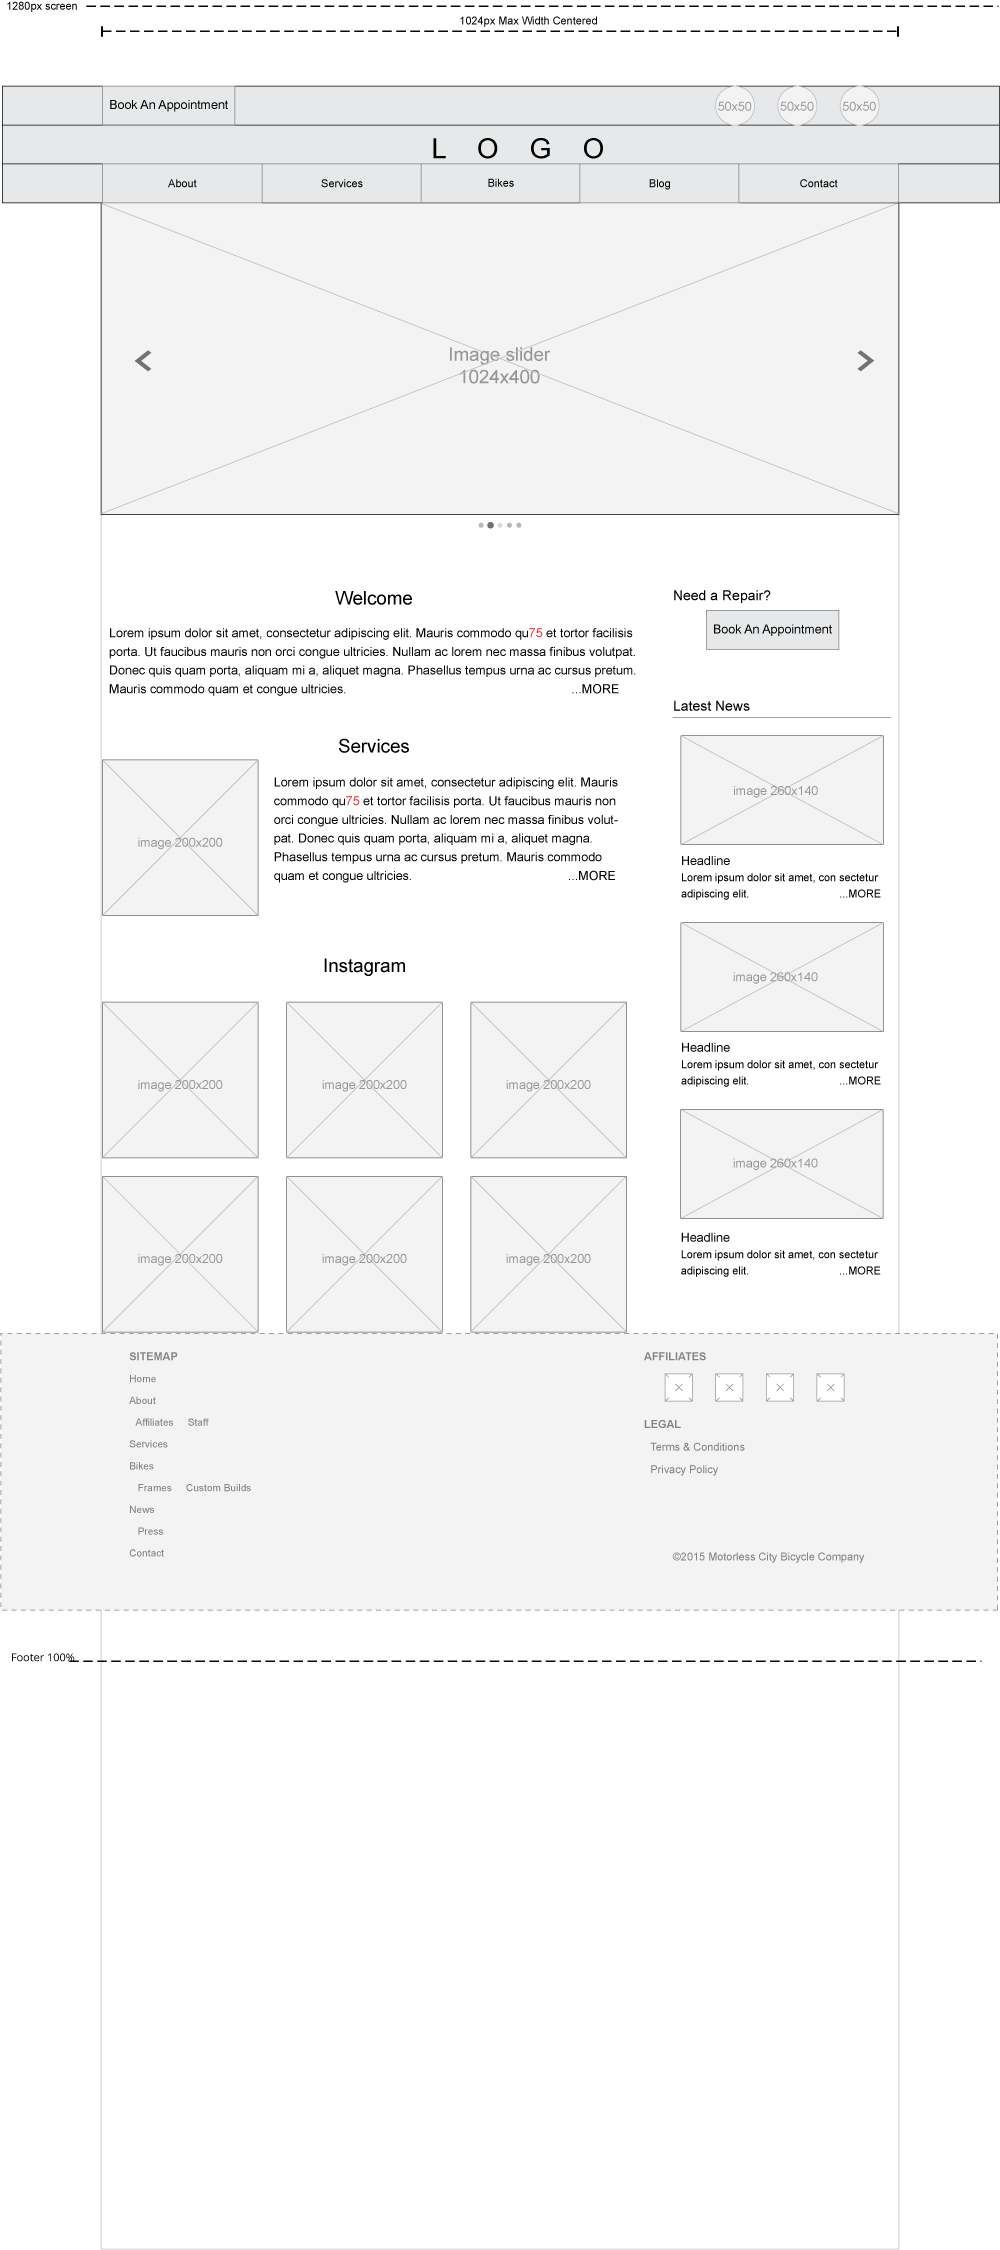 1280px screen
1024px Max Width Centered
Book An Appointment
50x50
50x50
50x50
L O G O
About
Services
Bikes
Blog
Contact
Image slider
1024x400
Welcome
Lorem ipsum dolor sit amet, consectetur adipiscing elit. Mauris commodo qu75 et tortor facilisis
porta. Ut faucibus mauris non orci congue ultricies. Nullam ac lorem nec massa finibus volutpat.
Donec quis quam porta, aliquam mi a, aliquet magna. Phasellus tempus urna ac cursus pretum.
Mauris commodo quam et congue ultricies. ...MORE
Services
image 200x200
Lorem ipsum dolor sit amet, consectetur adipiscing elit. Mauris
commodo qu75 et tortor facilisis porta. Ut faucibus mauris non
orci congue ultricies. Nullam ac lorem nec massa finibus volut-
pat. Donec quis quam porta, aliquam mi a, aliquet magna.
Phasellus tempus urna ac cursus pretum. Mauris commodo
quam et congue ultricies. ...MORE
Instagram
image 200x200
image 200x200
image 200x200
image 200x200
image 200x200
image 200x200
Need a Repair?
Book An Appointment
Latest News
image 260x140
Headline
Lorem ipsum dolor sit amet, con sectetur
adipiscing elit. ...MORE
image 260x140
Headline
Lorem ipsum dolor sit amet, con sectetur
adipiscing elit. ...MORE
image 260x140
Headline
Lorem ipsum dolor sit amet, con sectetur
adipiscing elit. ...MORE
SITEMAP
Home
About
Affiliates Staff
Services
Bikes
Frames Custom Builds
News
Press
Contact
AFFILIATES
LEGAL
Terms & Conditions
Privacy Policy
©2015 Motorless City Bicycle Company
Footer 100%